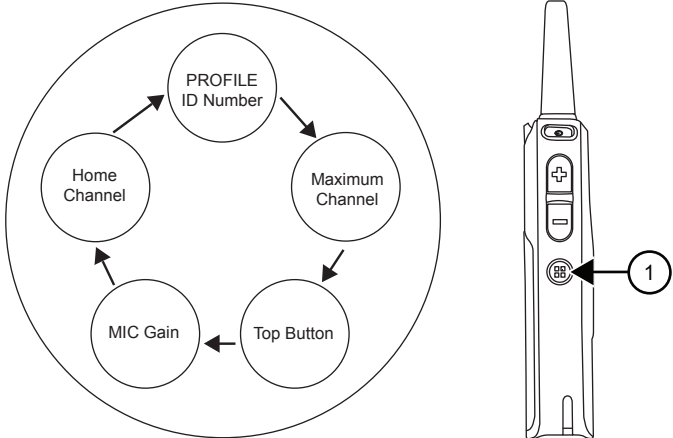 PROFILE
ID Number
Maximum
Channel
Top Button
MIC Gain
Home
Channel
1